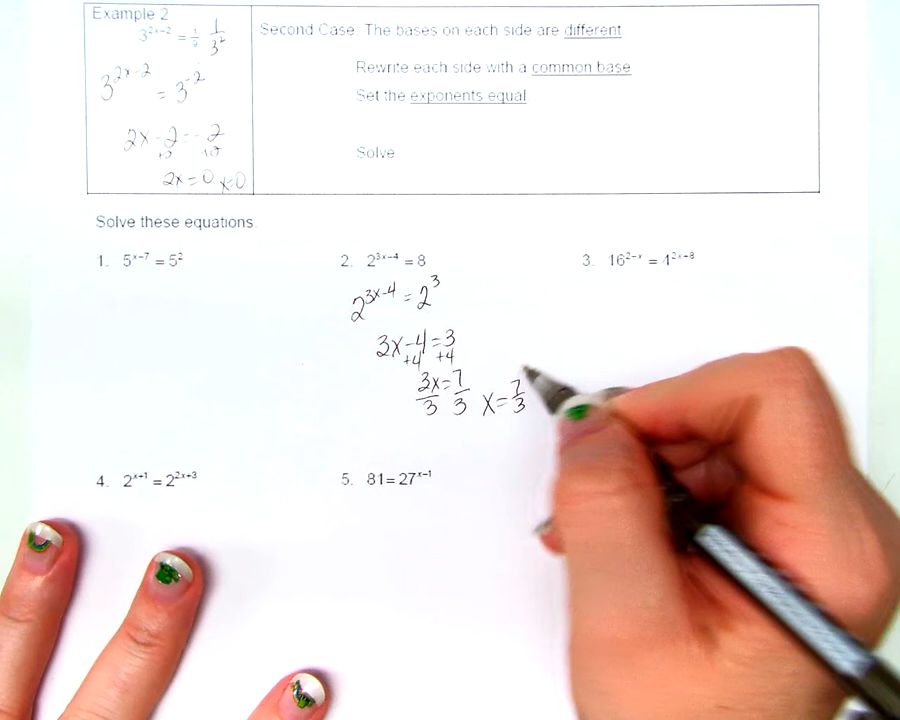 Example 2
3^{2x-2} = 1/9 1/3^2
3^{2x-2} = 3^{-2}
2x - 2 = -2
+2 +2
2x = 0 x=0
Second Case: The bases on each side are different
Rewrite each side with a common base
Set the exponents equal
Solve
Solve these equations.
1. 5^{x-7} = 5^2
2. 2^{3x-4} = 8
2^{3x-4} = 2^3
3x-4=3
+4 +4
3x/3=7/3 x=7/3
3. 16^{2-x} = 4^{2x+8}
4. 2^{x+1} = 2^{2x+3}
5. 81=27^{x-1}